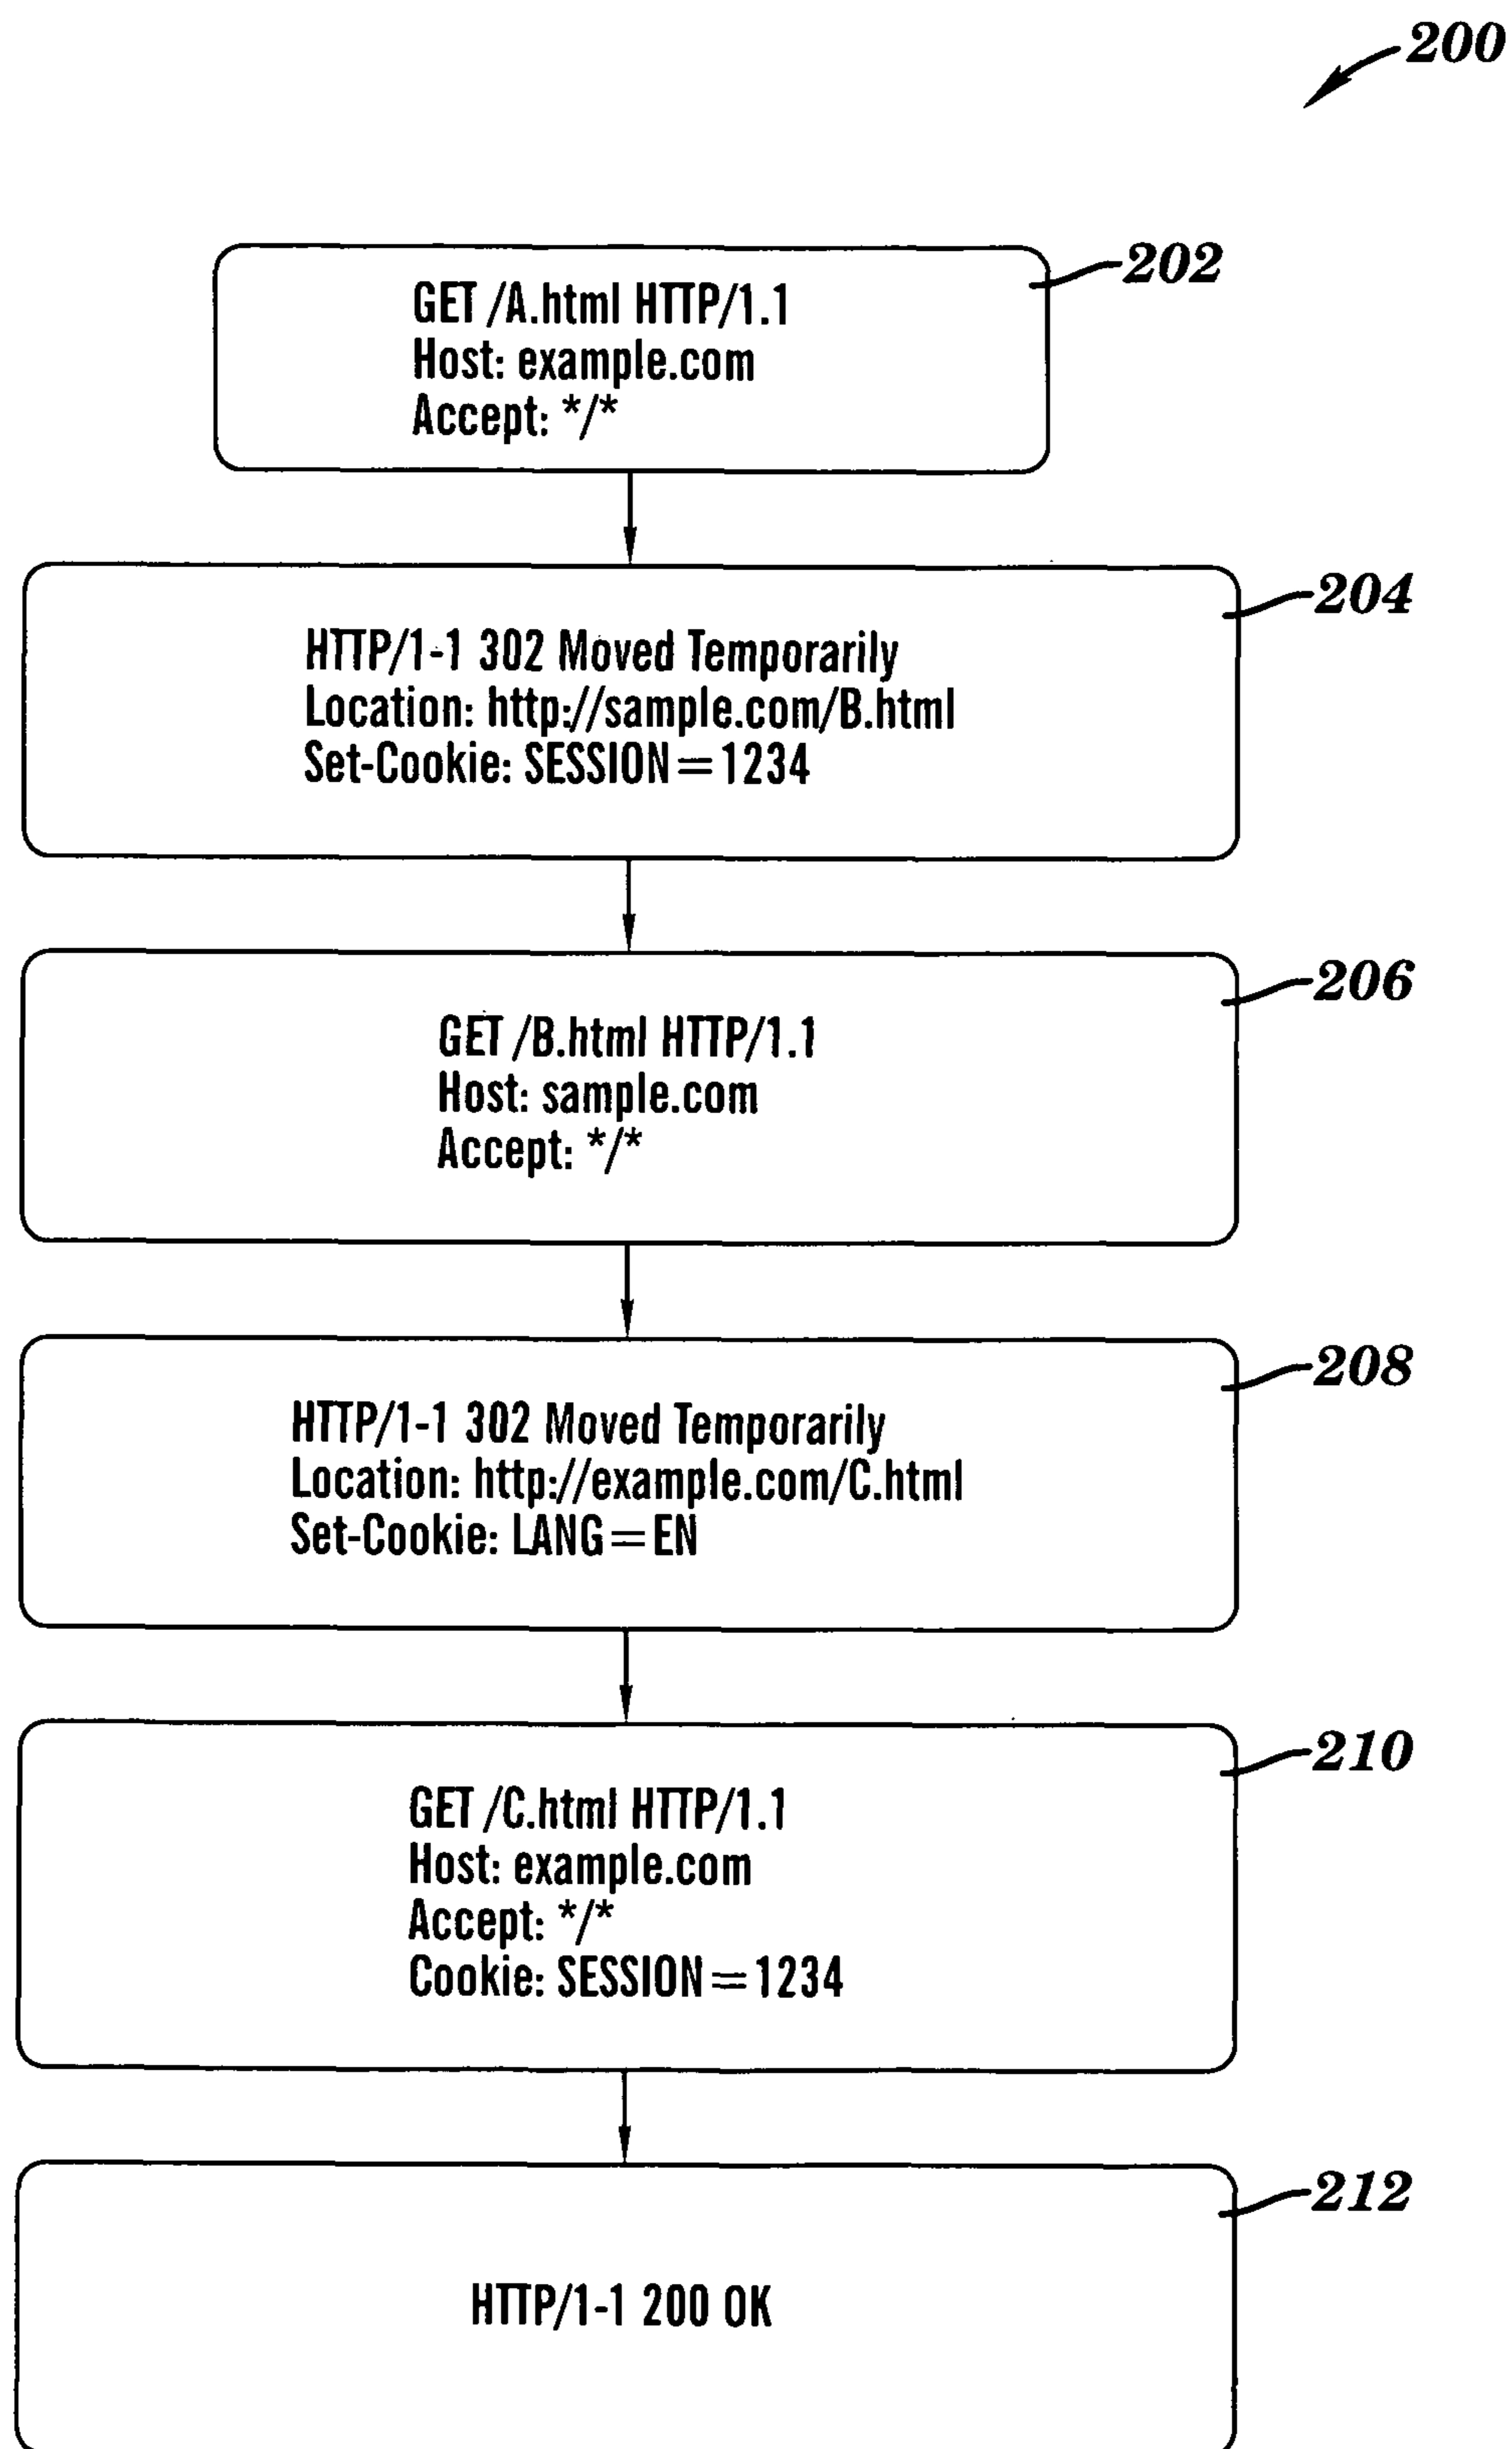 200
202
GET /A.html HTTP/1.1
Host: example.com
Accept: */*
204
HTTP/1-1 302 Moved Temporarily
Location: http://sample.com/B.html
Set-Cookie: SESSION=1234
206
GET /B.html HTTP/1.1
Host: sample.com
Accept: */*
208
HTTP/1-1 302 Moved Temporarily
Location: http://example.com/C.html
Set-Cookie: LANG=EN
210
GET /C.html HTTP/1.1
Host: example.com
Accept: */*
Cookie: SESSION=1234
212
HTTP/1-1 200 OK